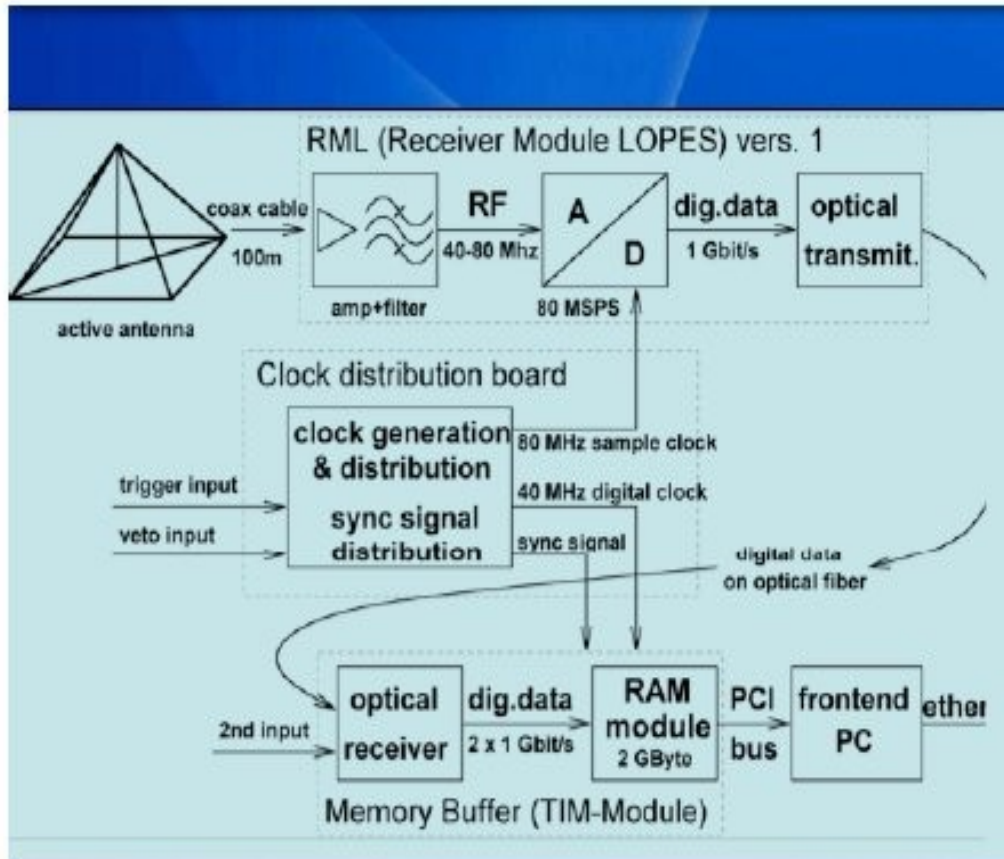 RML (Receiver Module LOPES) vers. 1
coax cable
100m
active antenna
amp+filter
RF
40-80 Mhz
A
D
80 MSPS
dig.data
1 Gbit/s
optical
transmit.
Clock distribution board
clock generation
& distribution
sync signal
distribution
trigger input
veto input
80 MHz sample clock
40 MHz digital clock
sync signal
digital data
on optical fiber
2nd input
optical
receiver
dig.data
2 x 1 Gbit/s
RAM
module
2 GByte
PCI
bus
frontend
PC
ether
Memory Buffer (TIM-Module)